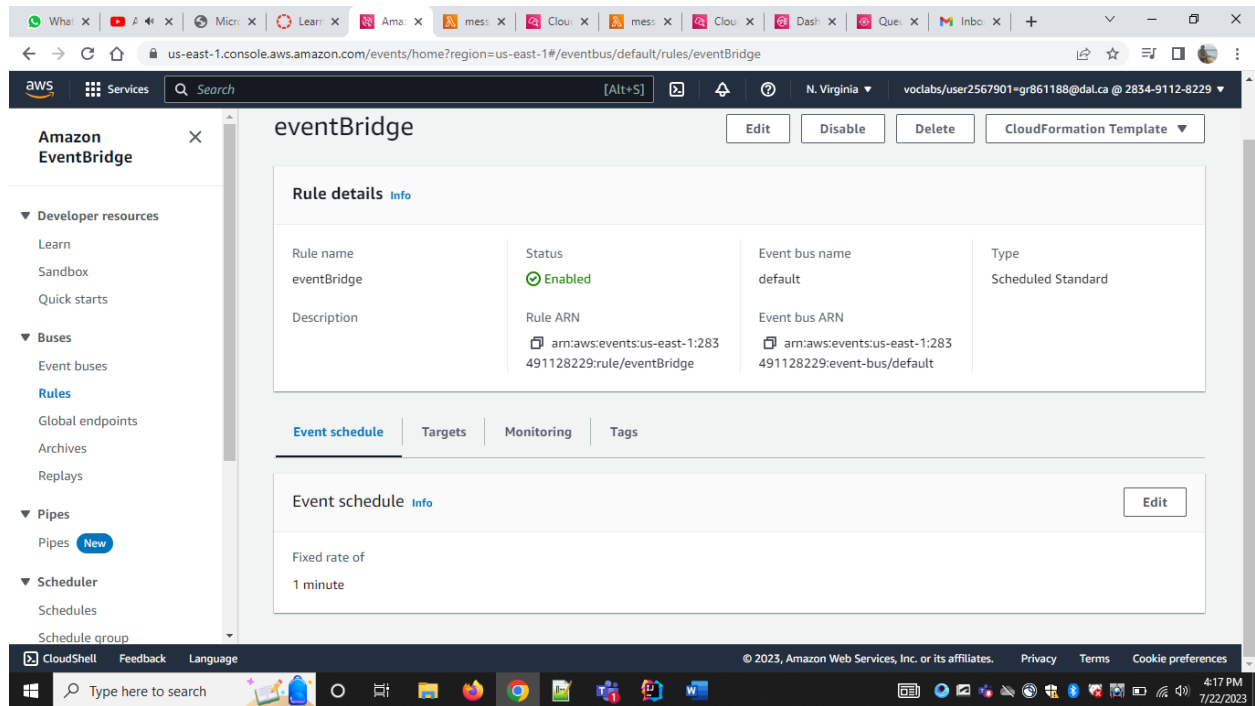 What
A
Micro
Learn
Ama
mess
Cloud
mess
Cloud
Dash
Queu
Inbo
us-east-1.console.aws.amazon.com/events/home?region=us-east-1#/eventbus/default/rules/eventBridge
aws
Services
Search
[Alt+S]
N. Virginia ▼
voclabs/user2567901=gr861188@dal.ca @ 2834-9112-8229 ▼
Amazon
EventBridge
Developer resources
Learn
Sandbox
Quick starts
Buses
Event buses
Rules
Global endpoints
Archives
Replays
Pipes
Pipes New
Scheduler
Schedules
Schedule group
eventBridge
Edit
Disable
Delete
CloudFormation Template ▼
Rule details Info
Rule name
eventBridge
Status
Enabled
Event bus name
default
Type
Scheduled Standard
Description
Rule ARN
arn:aws:events:us-east-1:283
491128229:rule/eventBridge
Event bus ARN
arn:aws:events:us-east-1:283
491128229:event-bus/default
Event schedule
Targets
Monitoring
Tags
Event schedule Info
Edit
Fixed rate of
1 minute
CloudShell
Feedback
Language
© 2023, Amazon Web Services, Inc. or its affiliates.
Privacy
Terms
Cookie preferences
Type here to search
4:17 PM
7/22/2023